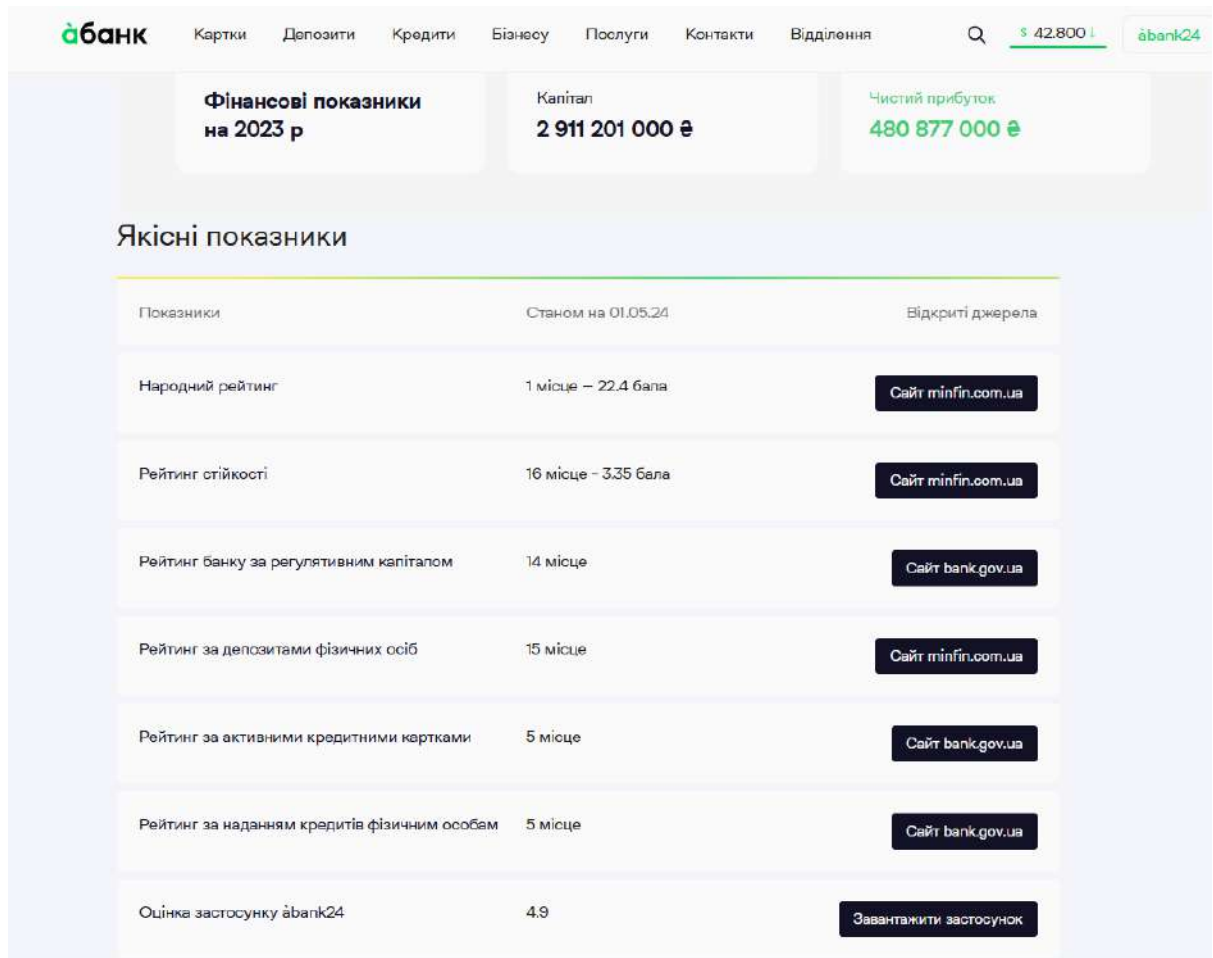 àбанк Картки Депозити Кредити Бізнесу Послуги Контакти Відділення $ 42.800↓ àbank24
Фінансові показники
на 2023 р
Капітал
2 911 201 000 ₴
Чистий прибуток
480 877 000 ₴
Якісні показники
Показники Станом на 01.05.24 Відкриті джерела
Народний рейтинг 1 місце – 22.4 бала Сайт minfin.com.ua
Рейтинг стійкості 16 місце - 3.35 бала Сайт minfin.com.ua
Рейтинг банку за регулятивним капіталом 14 місце Сайт bank.gov.ua
Рейтинг за депозитами фізичних осіб 15 місце Сайт minfin.com.ua
Рейтинг за активними кредитними картками 5 місце Сайт bank.gov.ua
Рейтинг за наданням кредитів фізичним особам 5 місце Сайт bank.gov.ua
Оцінка застосунку àbank24 4.9 Завантажити застосунок